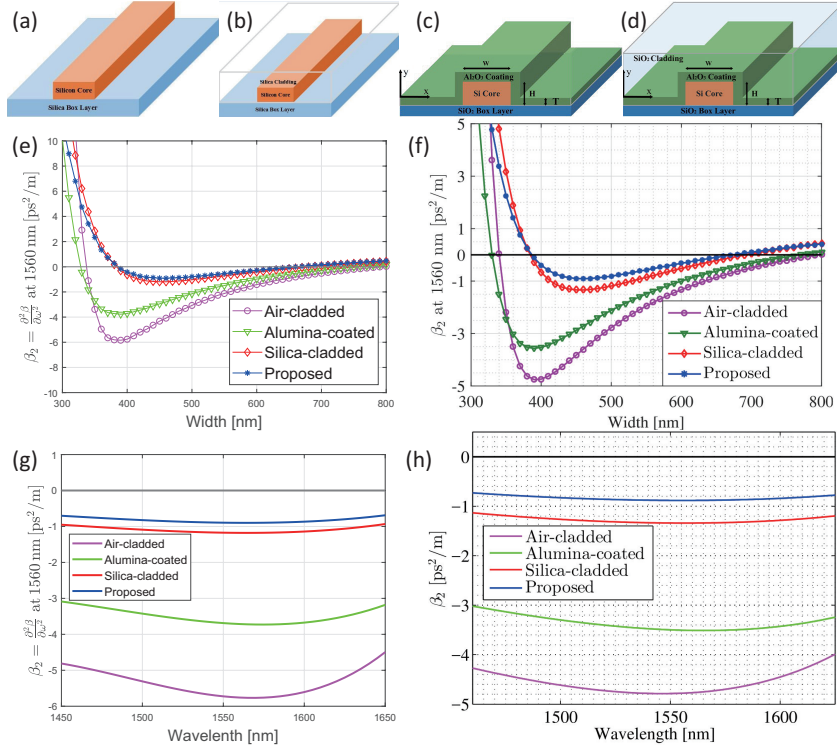 (a)
Silicon Core
Silica Box Layer
(b)
Silica Cladding
Silicon Core
Silica Box Layer
(c)
w
Al₂O₃ Coating
Si Core
H
T
y
x
SiO₂ Box Layer
(d)
SiO₂ Cladding
w
Al₂O₃ Coating
Si Core
H
T
y
x
SiO₂ Box Layer
(e)
β₂ = ∂²β/∂ω² at 1560 nm [ps²/m]
10
8
6
4
2
0
-2
-4
-6
-8
-10
300
400
500
600
700
800
Width [nm]
Air-cladded
Alumina-coated
Silica-cladded
Proposed
(f)
β₂ at 1560 nm [ps²/m]
5
3
1
0
-1
-3
-5
300
400
500
600
700
800
Width [nm]
Air-cladded
Alumina-coated
Silica-cladded
Proposed
(g)
β₂ = ∂²β/∂ω² at 1560 nm [ps²/m]
1
0
-1
-2
-3
-4
-5
-6
1450
1500
1550
1600
1650
Wavelenth [nm]
Air-cladded
Alumina-coated
Silica-cladded
Proposed
(h)
β₂ [ps²/m]
0
−1
−2
−3
−4
−5
1500
1550
1600
Wavelength [nm]
Air-cladded
Alumina-coated
Silica-cladded
Proposed